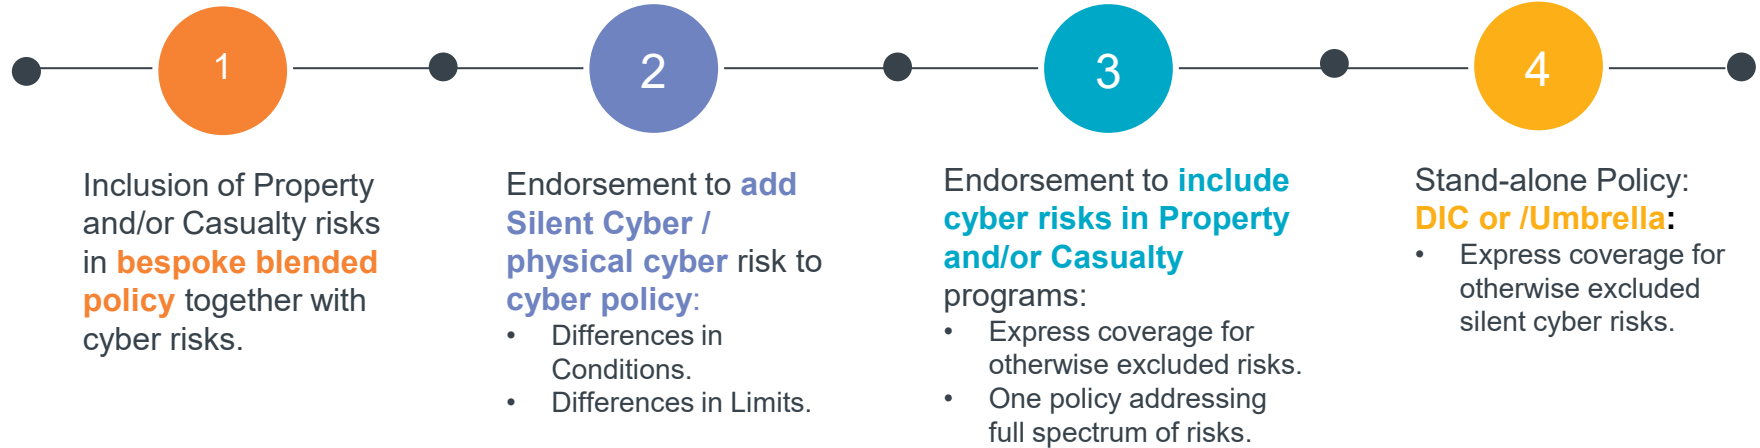 1
Inclusion of Property
and/or Casualty risks
in bespoke blended
policy together with
cyber risks.
2
Endorsement to add
Silent Cyber /
physical cyber risk to
cyber policy:
• Differences in
Conditions.
• Differences in Limits.
3
Endorsement to include
cyber risks in Property
and/or Casualty
programs:
• Express coverage for
otherwise excluded risks.
• One policy addressing
full spectrum of risks.
4
Stand-alone Policy:
DIC or /Umbrella:
• Express coverage for
otherwise excluded
silent cyber risks.